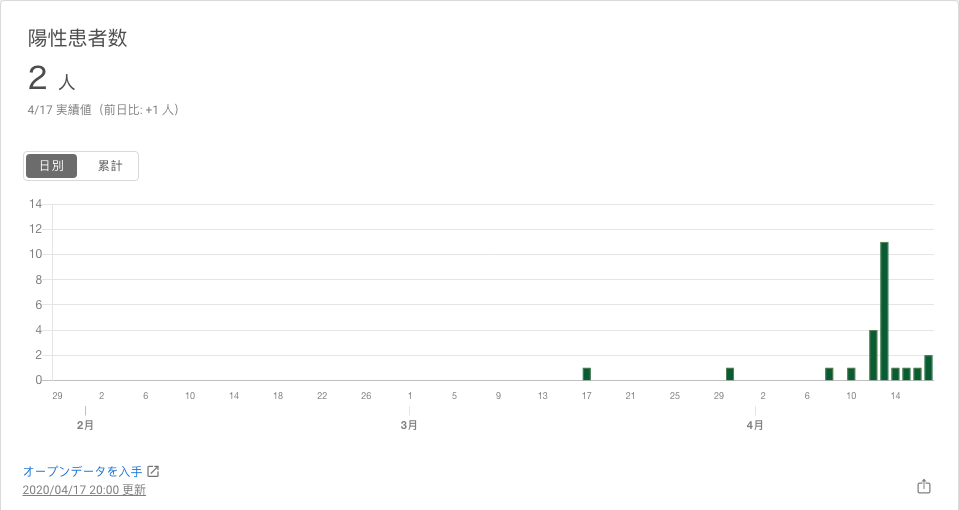 陽性患者数
2 人
4/17 実績値（前日比: +1 人）
日別 累計
14
12
10
8
6
4
2
0
29 2 6 10 14 18 22 26 1 5 9 13 17 21 25 29 2 6 10 14
2月 3月 4月
オープンデータを入手
2020/04/17 20:00 更新